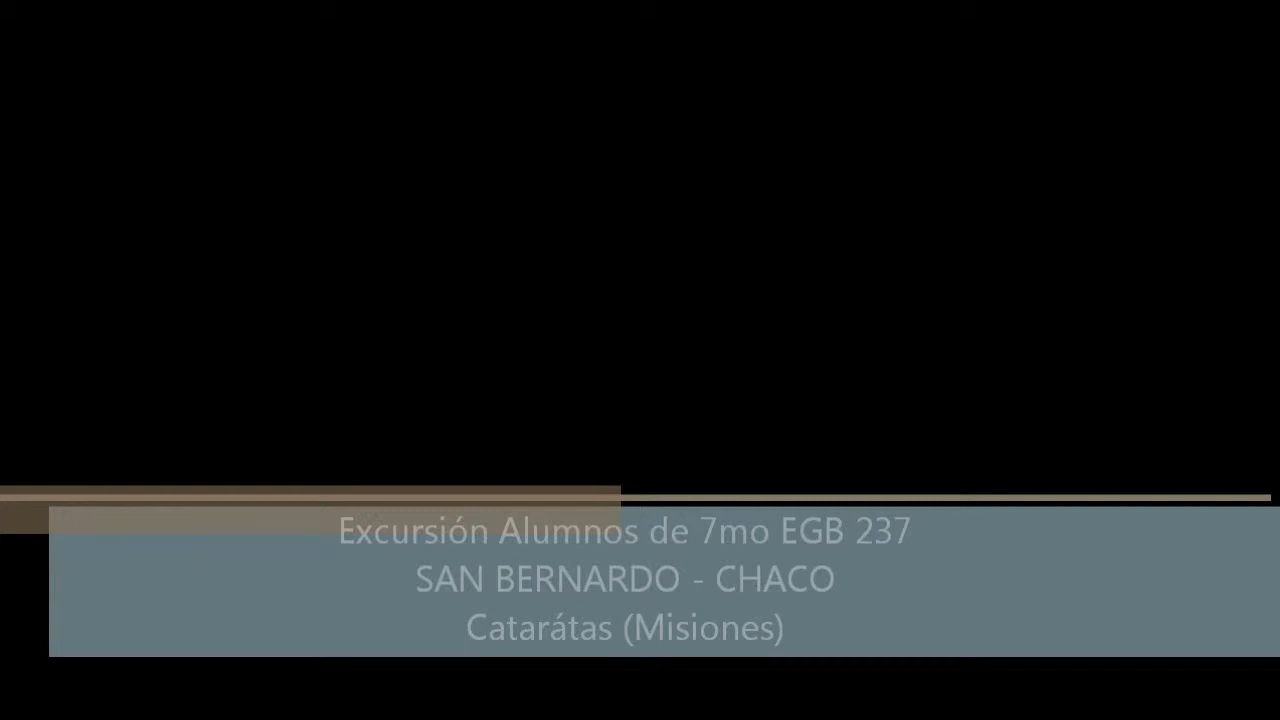 Excursión Alumnos de 7mo EGB 237
SAN BERNARDO - CHACO
Catarátas (Misiones)